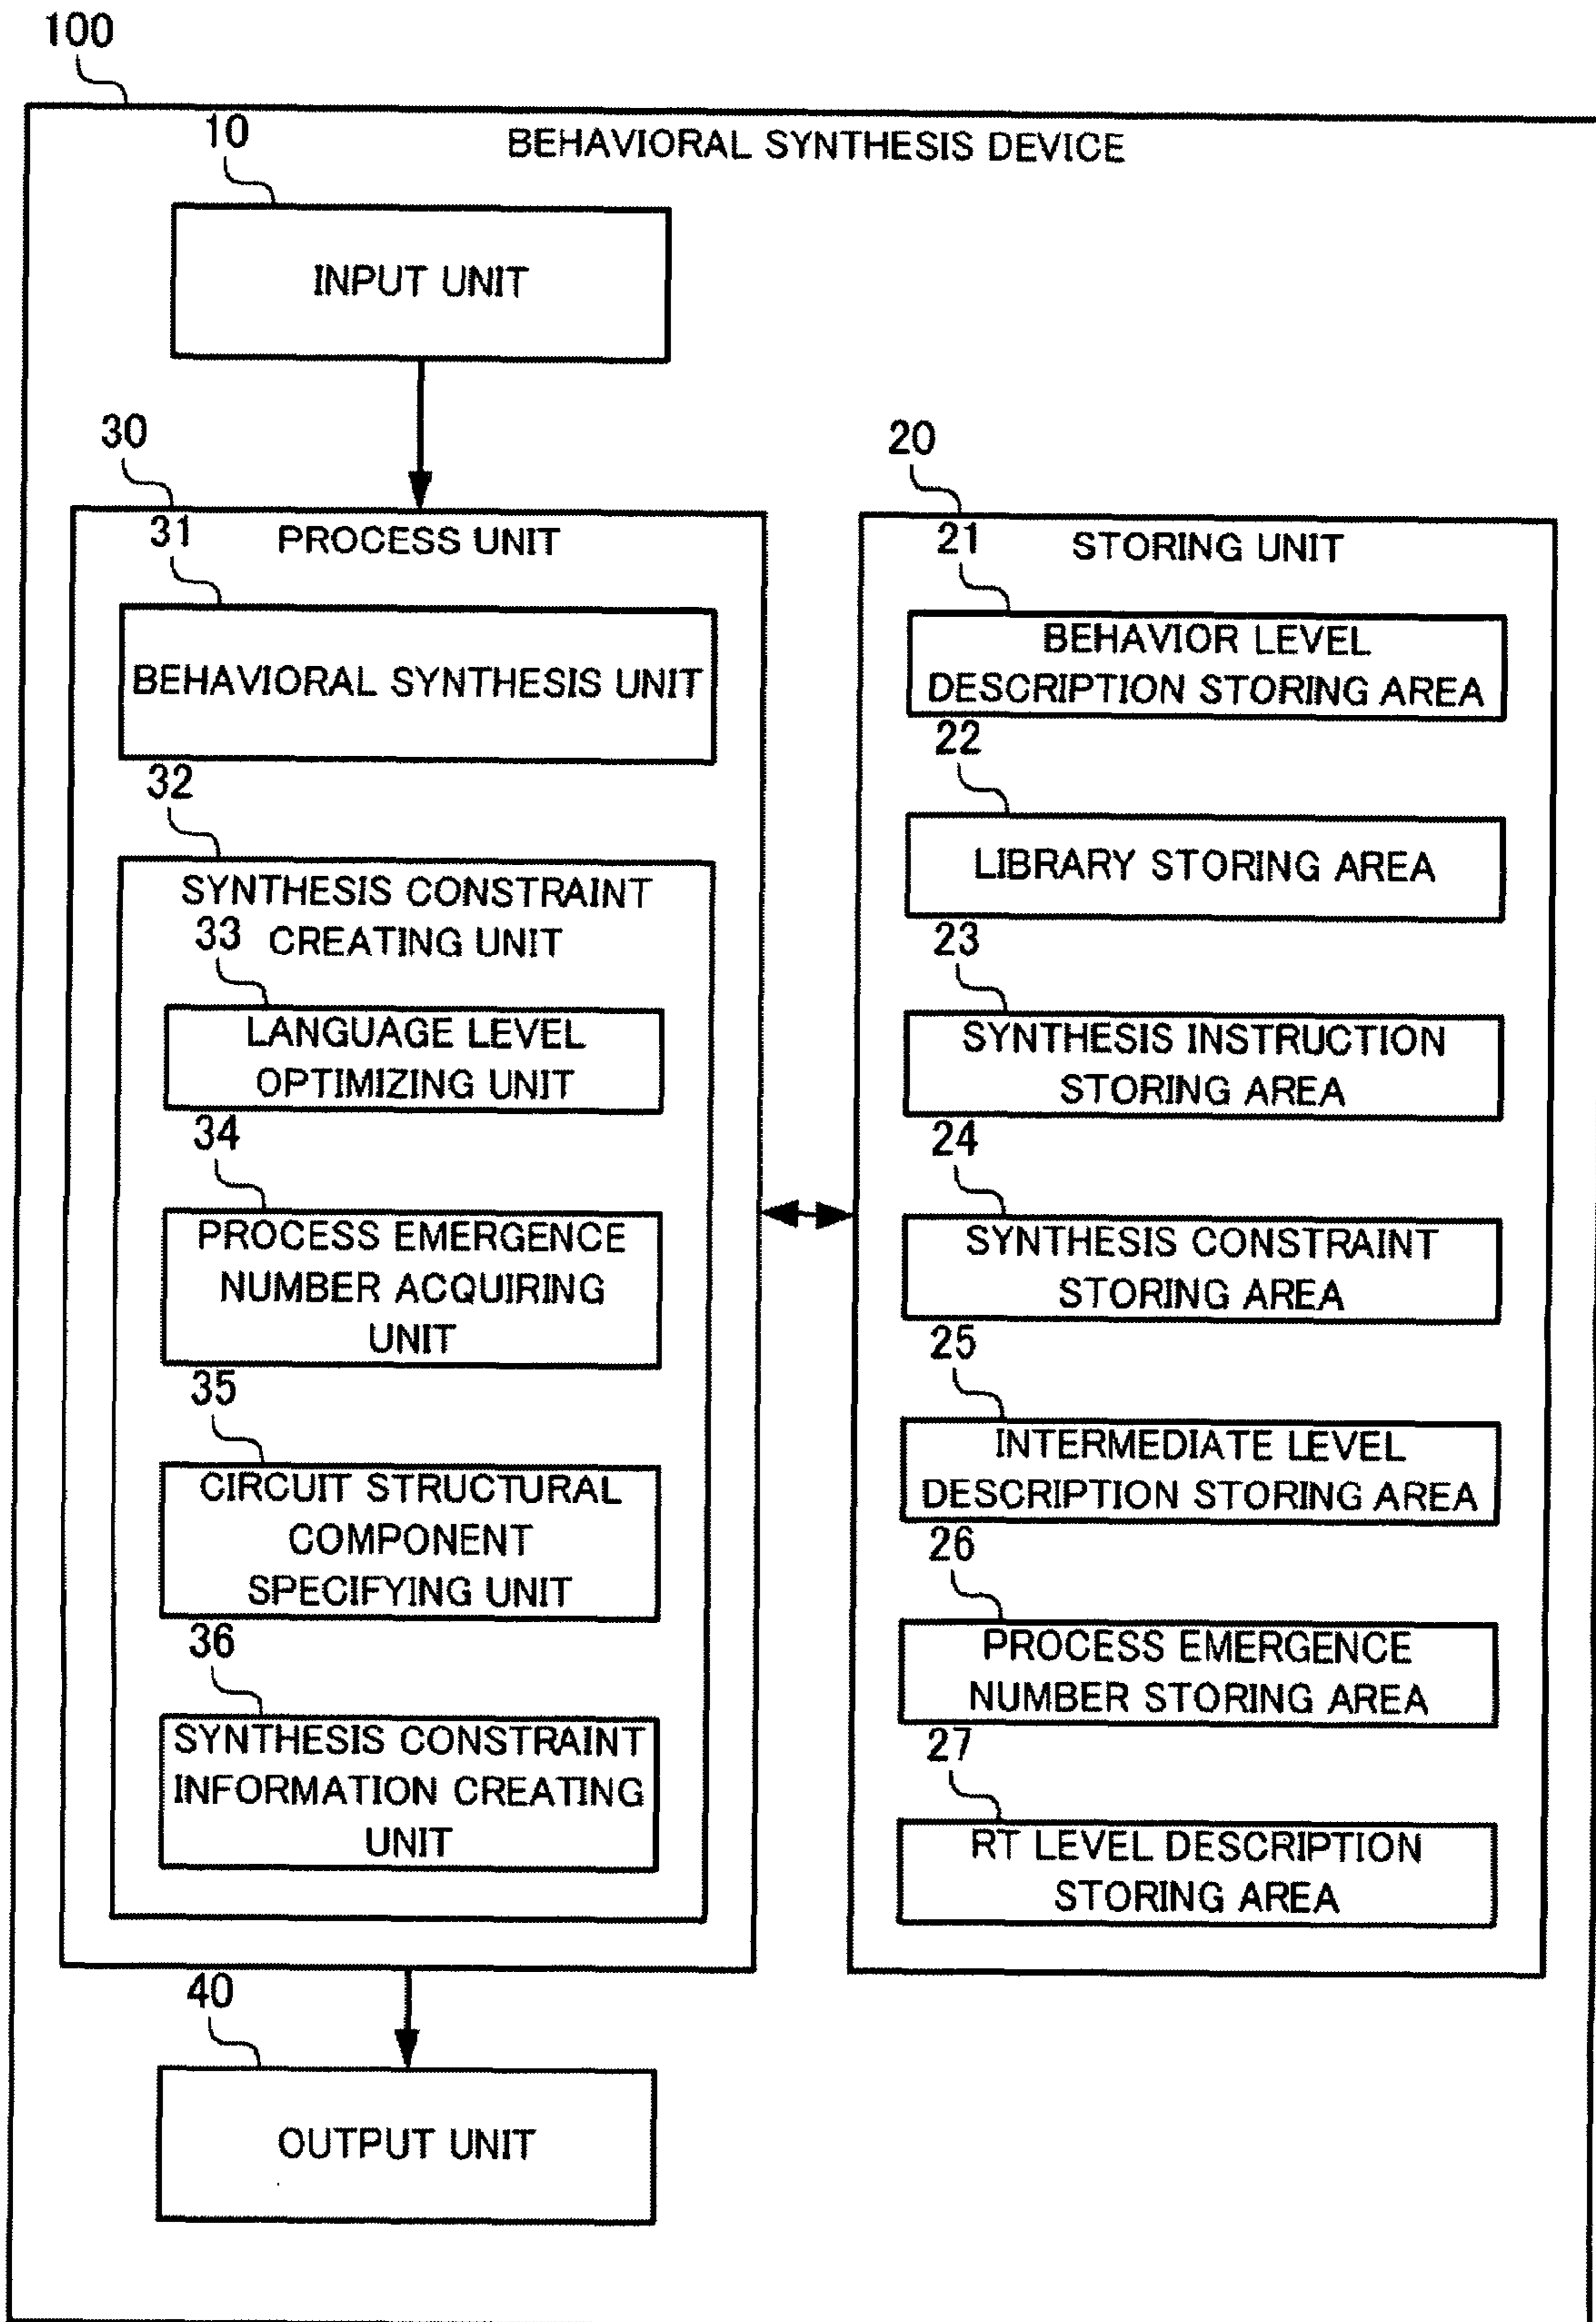 100
10
BEHAVIORAL SYNTHESIS DEVICE
INPUT UNIT
30
31
PROCESS UNIT
BEHAVIORAL SYNTHESIS UNIT
32
SYNTHESIS CONSTRAINT
CREATING UNIT
33
LANGUAGE LEVEL
OPTIMIZING UNIT
34
PROCESS EMERGENCE
NUMBER ACQUIRING
UNIT
35
CIRCUIT STRUCTURAL
COMPONENT
SPECIFYING UNIT
36
SYNTHESIS CONSTRAINT
INFORMATION CREATING
UNIT
20
21
STORING UNIT
BEHAVIOR LEVEL
DESCRIPTION STORING AREA
22
LIBRARY STORING AREA
23
SYNTHESIS INSTRUCTION
STORING AREA
24
SYNTHESIS CONSTRAINT
STORING AREA
25
INTERMEDIATE LEVEL
DESCRIPTION STORING AREA
26
PROCESS EMERGENCE
NUMBER STORING AREA
27
RT LEVEL DESCRIPTION
STORING AREA
40
OUTPUT UNIT